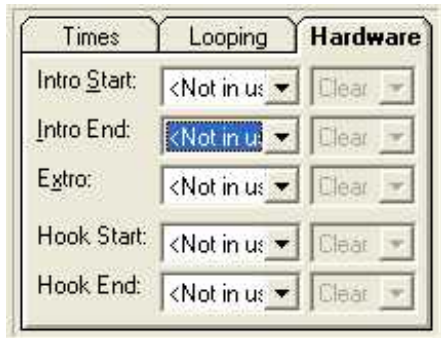 Times Looping Hardware
Intro Start: <Not in us Clear
Intro End: <Not in us Clear
Extro: <Not in us Clear
Hook Start: <Not in us Clear
Hook End: <Not in us Clear